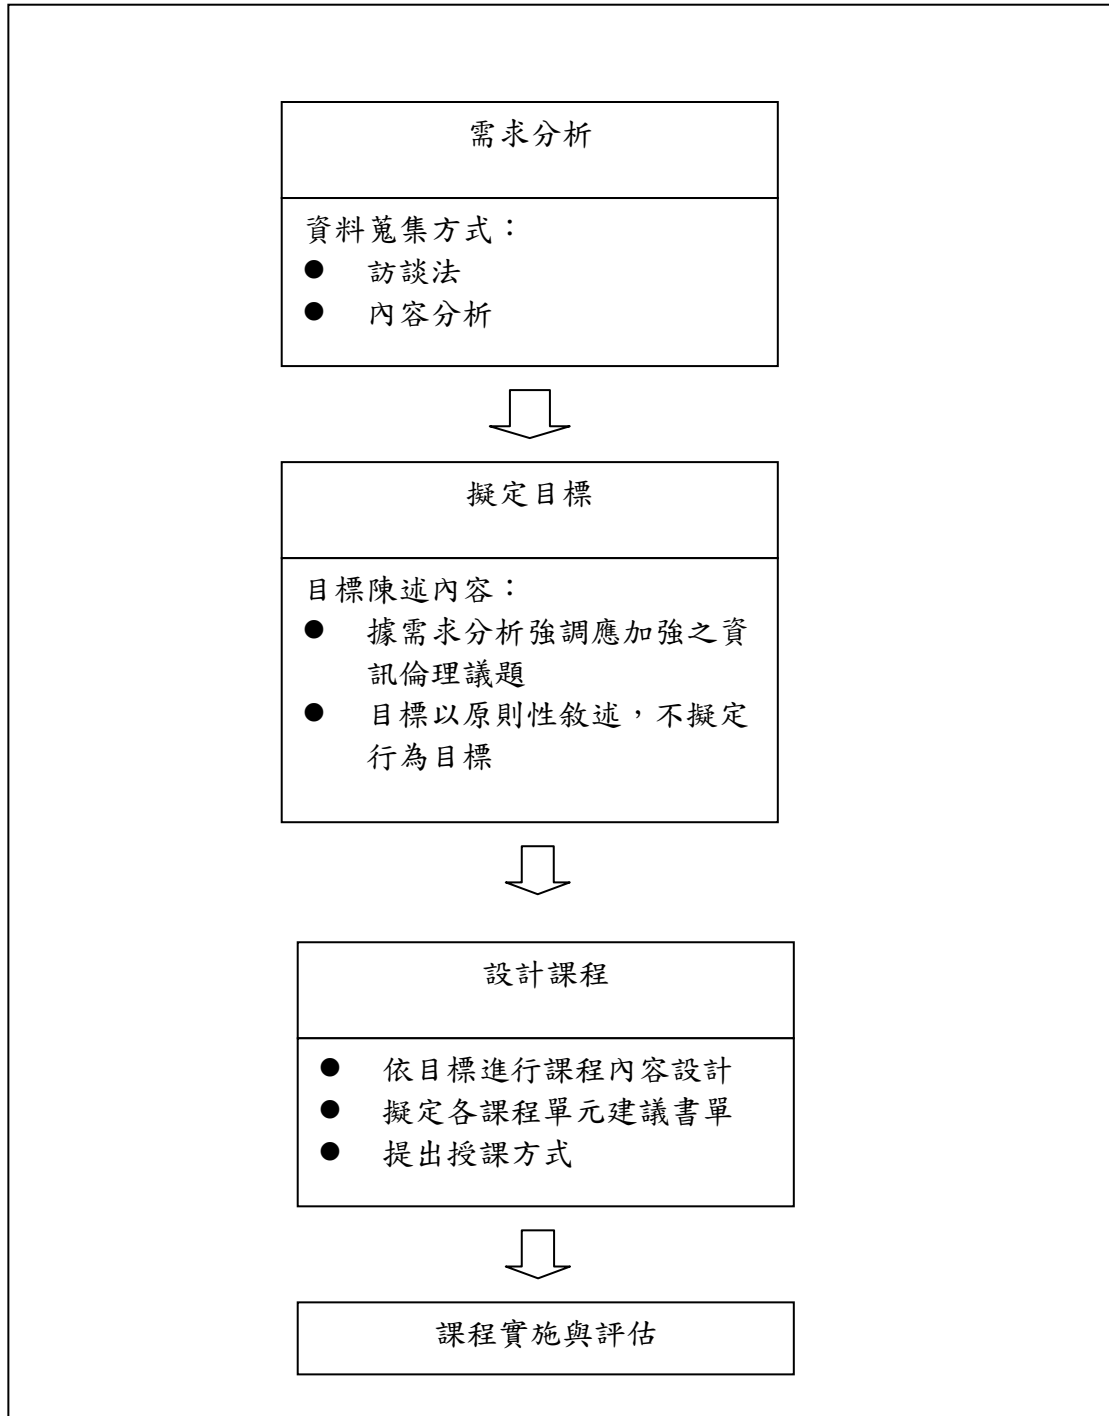 需求分析
資料蒐集方式：
● 訪談法
● 內容分析
擬定目標
目標陳述內容：
● 據需求分析強調應加強之資
訊倫理議題
● 目標以原則性敘述，不擬定
行為目標
設計課程
● 依目標進行課程內容設計
● 擬定各課程單元建議書單
● 提出授課方式
課程實施與評估